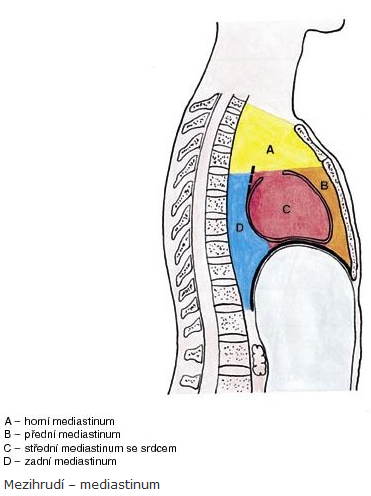 A
B
C
D
A – horní mediastinum
B – přední mediastinum
C – střední mediastinum se srdcem
D – zadní mediastinum
Mezihrudí – mediastinum